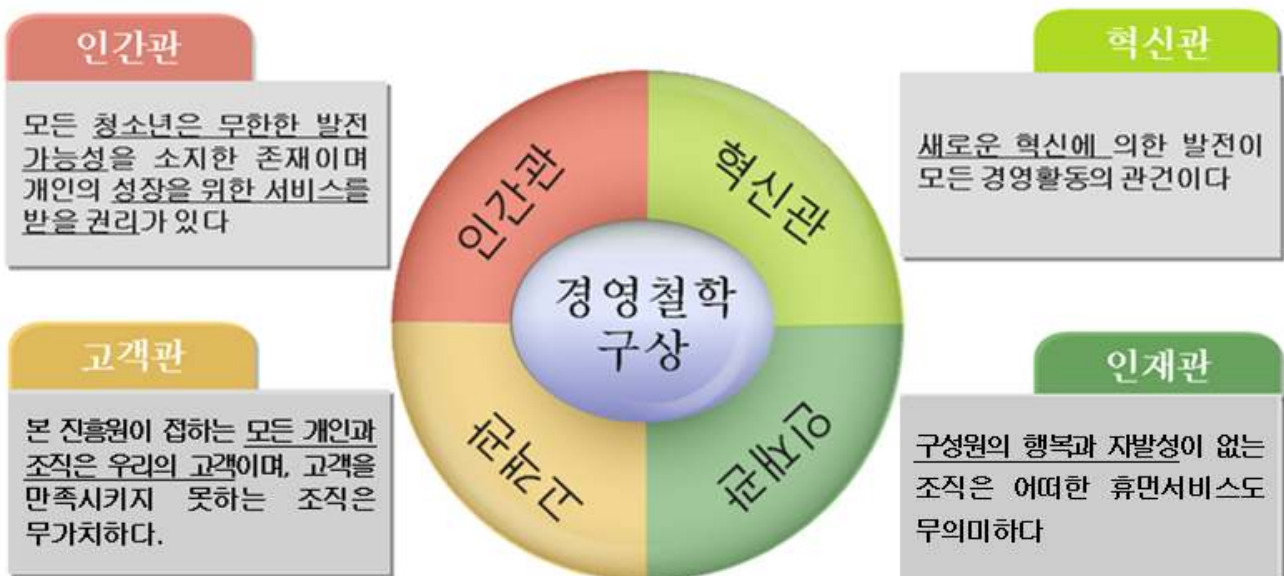 인간관
모든 청소년은 무한한 발전
가능성을 소지한 존재이며
개인의 성장을 위한 서비스를
받을 권리가 있다
혁신관
새로운 혁신에 의한 발전이
모든 경영활동의 관건이다
인간관
혁신관
경영철학
구상
고객관
인재관
고객관
본 진흥원이 접하는 모든 개인과
조직은 우리의 고객이며, 고객을
만족시키지 못하는 조직은
무가치하다.
인재관
구성원의 행복과 자발성이 없는
조직은 어떠한 휴먼서비스도
무의미하다